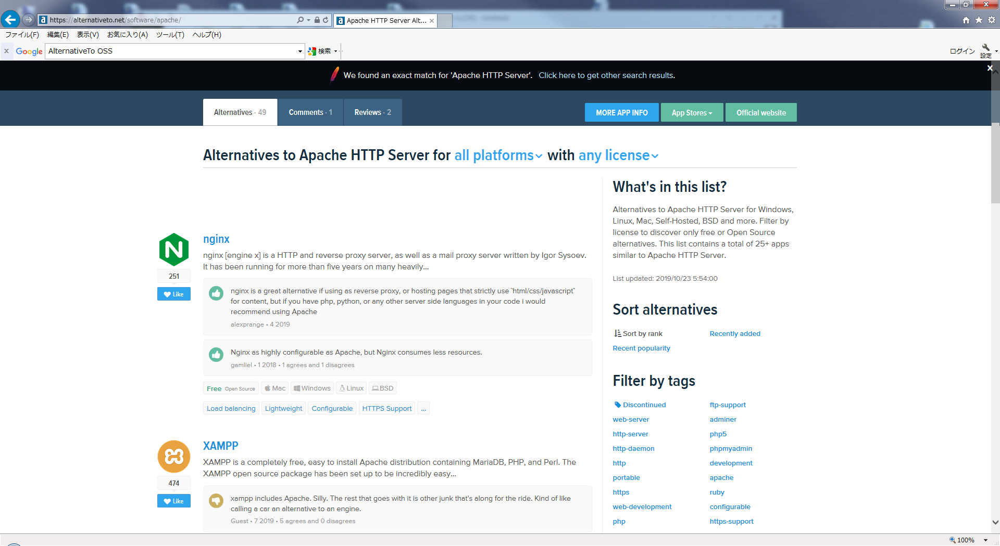 https://alternativeto.net/software/apache/
Apache HTTP Server Alt...
ファイル(F) 編集(E) 表示(V) お気に入り(A) ツール(T) ヘルプ(H)
Google AlternativeTo OSS 検索
ログイン 設定
We found an exact match for 'Apache HTTP Server'. Click here to get other search results.
Alternatives · 49 Comments · 1 Reviews · 2
MORE APP INFO App Stores Official website
Alternatives to Apache HTTP Server for all platforms with any license
nginx
nginx [engine x] is a HTTP and reverse proxy server, as well as a mail proxy server written by Igor Sysoev.
It has been running for more than five years on many heavily...
251
Like
nginx is a great alternative if using as reverse proxy, or hosting pages that strictly use `html/css/javascript`
for content, but if you have php, python, or any other server side languages in your code i would
recommend using Apache
alexprange • 4 2019
Nginx as highly configurable as Apache, but Nginx consumes less resources.
gamliel • 1 2018 • 1 agrees and 1 disagrees
Free Open Source Mac Windows Linux BSD
Load balancing Lightweight Configurable HTTPS Support ...
XAMPP
XAMPP is a completely free, easy to install Apache distribution containing MariaDB, PHP, and Perl. The
XAMPP open source package has been set up to be incredibly easy...
474
Like
xampp includes Apache. Silly. The rest that goes with it is other junk that's along for the ride. Kind of like
calling a car an alternative to an engine.
Guest • 7 2019 • 5 agrees and 0 disagrees
What's in this list?
Alternatives to Apache HTTP Server for Windows,
Linux, Mac, Self-Hosted, BSD and more. Filter by
license to discover only free or Open Source
alternatives. This list contains a total of 25+ apps
similar to Apache HTTP Server.
List updated: 2019/10/23 5:54:00
Sort alternatives
Sort by rank Recently added
Recent popularity
Filter by tags
Discontinued ftp-support
web-server adminer
http-server php5
http-daemon phpmyadmin
http development
portable apache
https ruby
web-development configurable
php https-support
100%